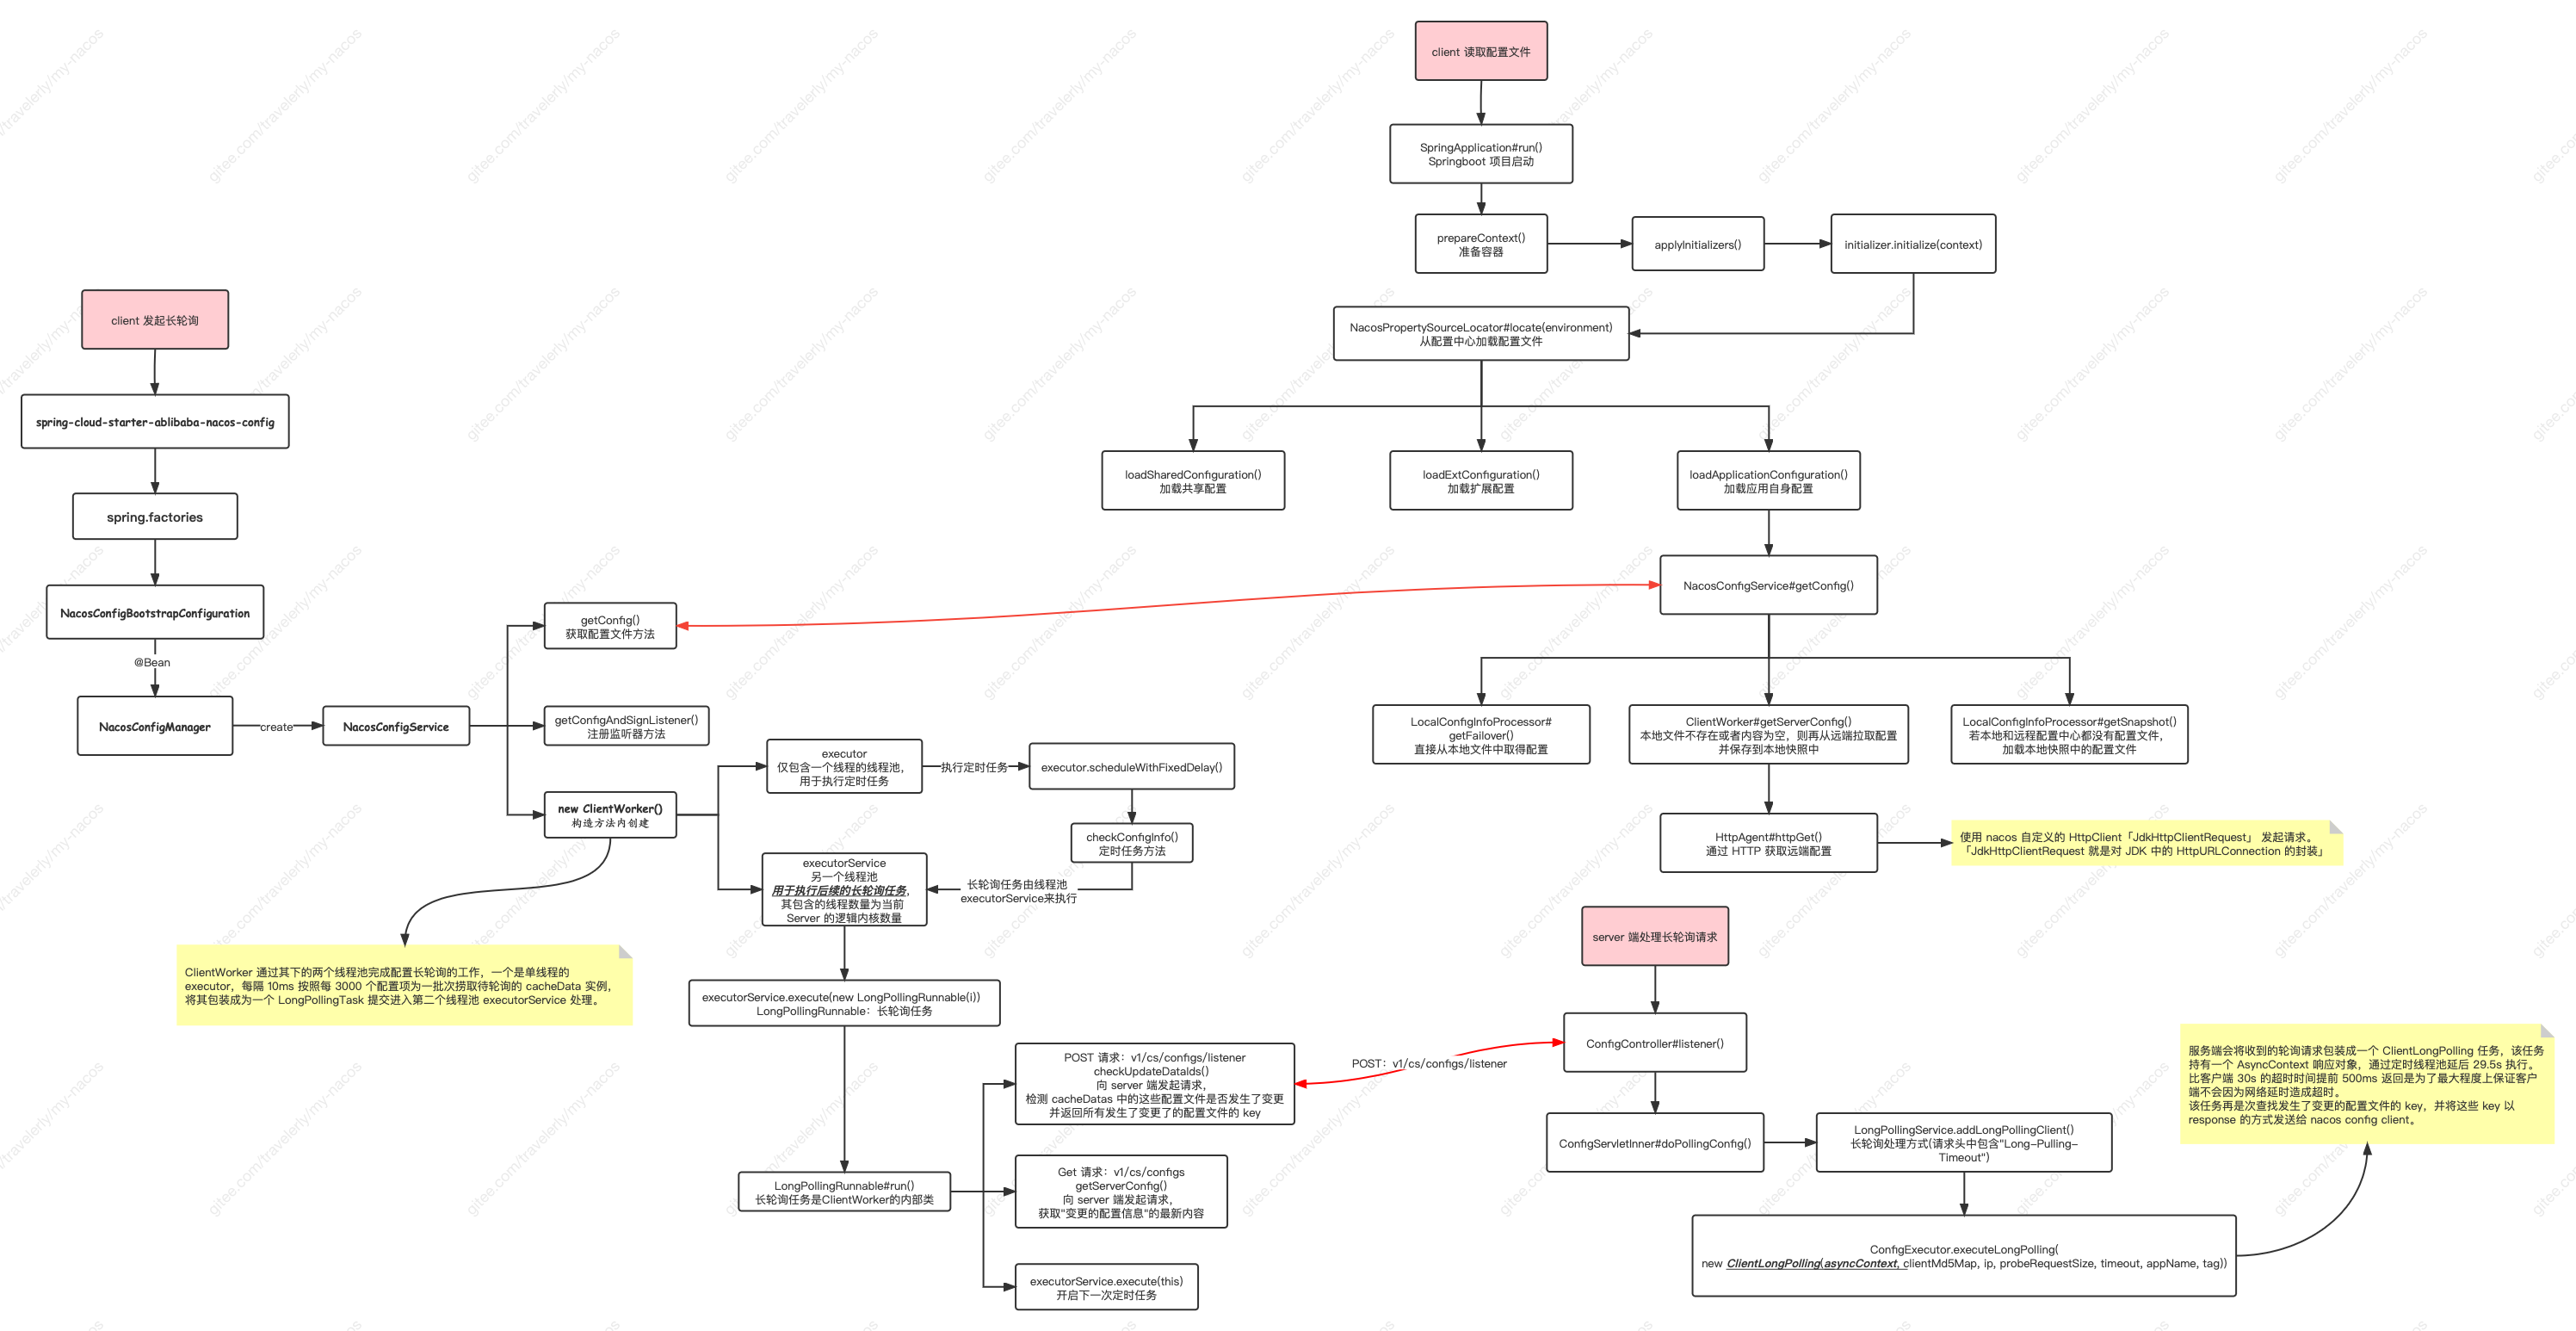 client 读取配置文件
SpringApplication#run()
Springboot 项目启动
prepareContext()
准备容器
applyInitializers()
initializer.initialize(context)
NacosPropertySourceLocator#locate(environment)
从配置中心加载配置文件
loadSharedConfiguration()
加载共享配置
loadExtConfiguration()
加载扩展配置
loadApplicationConfiguration()
加载应用自身配置
NacosConfigService#getConfig()
LocalConfigInfoProcessor#
getFailover()
直接从本地文件中取得配置
ClientWorker#getServerConfig()
本地文件不存在或者内容为空，则再从远端拉取配置
并保存到本地快照中
LocalConfigInfoProcessor#getSnapshot()
若本地和远程配置中心都没有配置文件，
加载本地快照中的配置文件
HttpAgent#httpGet()
通过 HTTP 获取远端配置
使用 nacos 自定义的 HttpClient「JdkHttpClientRequest」 发起请求。
「JdkHttpClientRequest 就是对 JDK 中的 HttpURLConnection 的封装」
client 发起长轮询
spring-cloud-starter-ablibaba-nacos-config
spring.factories
NacosConfigBootstrapConfiguration
@Bean
NacosConfigManager
create
NacosConfigService
getConfig()
获取配置文件方法
getConfigAndSignListener()
注册监听器方法
new ClientWorker()
构造方法内创建
executor
仅包含一个线程的线程池，
用于执行定时任务
执行定时任务
executor.scheduleWithFixedDelay()
checkConfigInfo()
定时任务方法
长轮询任务由线程池
executorService来执行
executorService
另一个线程池
用于执行后续的长轮询任务，
其包含的线程数量为当前
Server 的逻辑内核数量
ClientWorker 通过其下的两个线程池完成配置长轮询的工作，一个是单线程的
executor，每隔 10ms 按照每 3000 个配置项为一批次捞取待轮询的 cacheData 实例，
将其包装成为一个 LongPollingTask 提交进入第二个线程池 executorService 处理。
executorService.execute(new LongPollingRunnable(i))
LongPollingRunnable：长轮询任务
LongPollingRunnable#run()
长轮询任务是ClientWorker的内部类
POST 请求：v1/cs/configs/listener
checkUpdateDataIds()
向 server 端发起请求，
检测 cacheDatas 中的这些配置文件是否发生了变更
并返回所有发生了变更了的配置文件的 key
Get 请求：v1/cs/configs
getServerConfig()
向 server 端发起请求，
获取"变更的配置信息"的最新内容
executorService.execute(this)
开启下一次定时任务
POST：v1/cs/configs/listener
server 端处理长轮询请求
ConfigController#listener()
ConfigServletInner#doPollingConfig()
LongPollingService.addLongPollingClient()
长轮询处理方式(请求头中包含"Long-Pulling-
Timeout")
ConfigExecutor.executeLongPolling(
new ClientLongPolling(asyncContext, clientMd5Map, ip, probeRequestSize, timeout, appName, tag))
服务端会将收到的轮询请求包装成一个 ClientLongPolling 任务，该任务
持有一个 AsyncContext 响应对象，通过定时线程池延后 29.5s 执行。
比客户端 30s 的超时时间提前 500ms 返回是为了最大程度上保证客户
端不会因为网络延时造成超时。
该任务再是次查找发生了变更的配置文件的 key，并将这些 key 以
response 的方式发送给 nacos config client。
gitee.com/travelerly/my-nacos